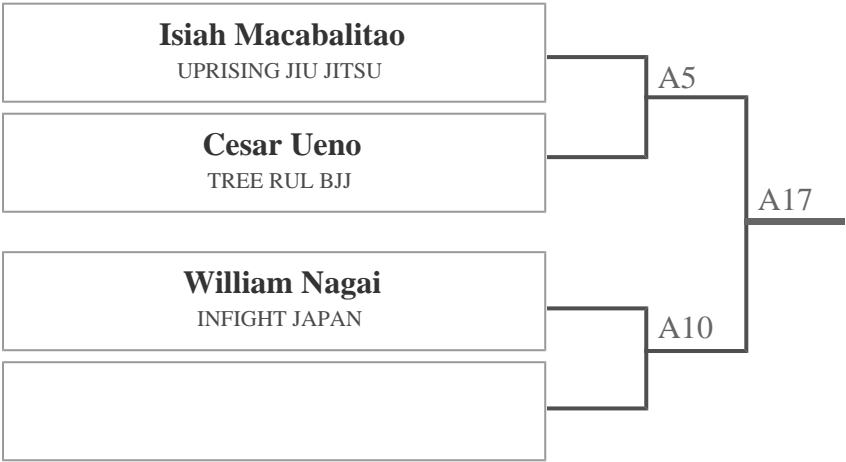 Isiah Macabalitao
UPRISING JIU JITSU
A5
Cesar Ueno
TREE RUL BJJ
A17
William Nagai
INFIGHT JAPAN
A10